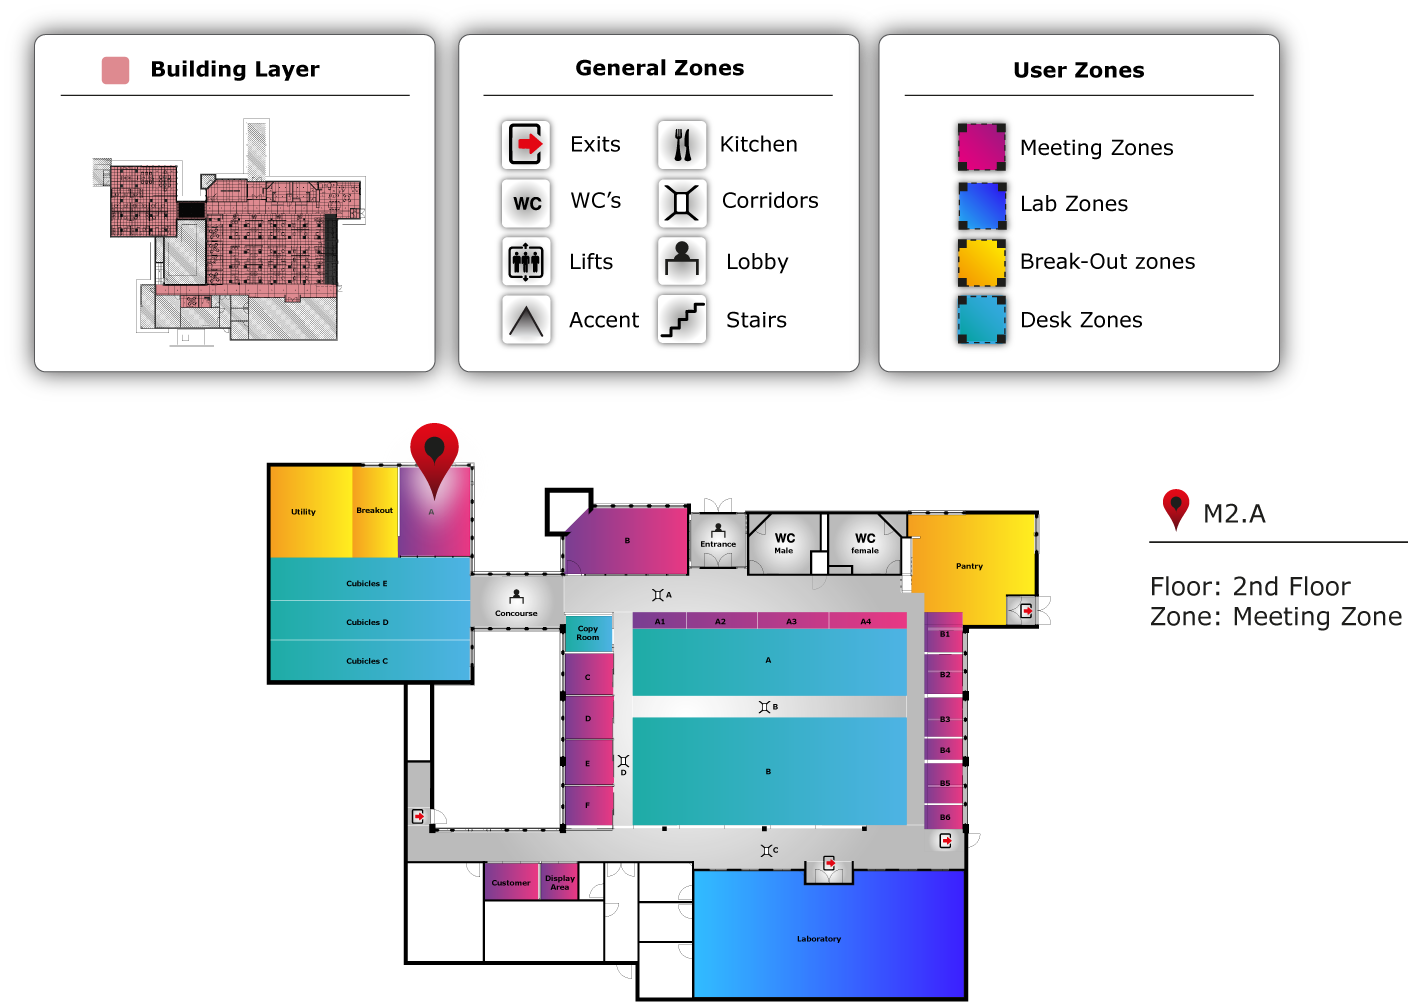 Building Layer
General Zones
User Zones
Exits
Kitchen
WC
WC's
Corridors
Lifts
Lobby
Accent
Stairs
Meeting Zones
Lab Zones
Break-Out zones
Desk Zones
M2.A
Floor: 2nd Floor
Zone: Meeting Zone
Utility
Breakout
A
Cubicles E
Cubicles D
Cubicles C
Concourse
B
Entrance
WC
Male
WC
female
Pantry
A
Copy
Room
A1
A2
A3
A4
B1
A
B2
C
B
D
B3
B4
E
D
B
B5
F
B6
C
Customer
Display
Area
Laboratory